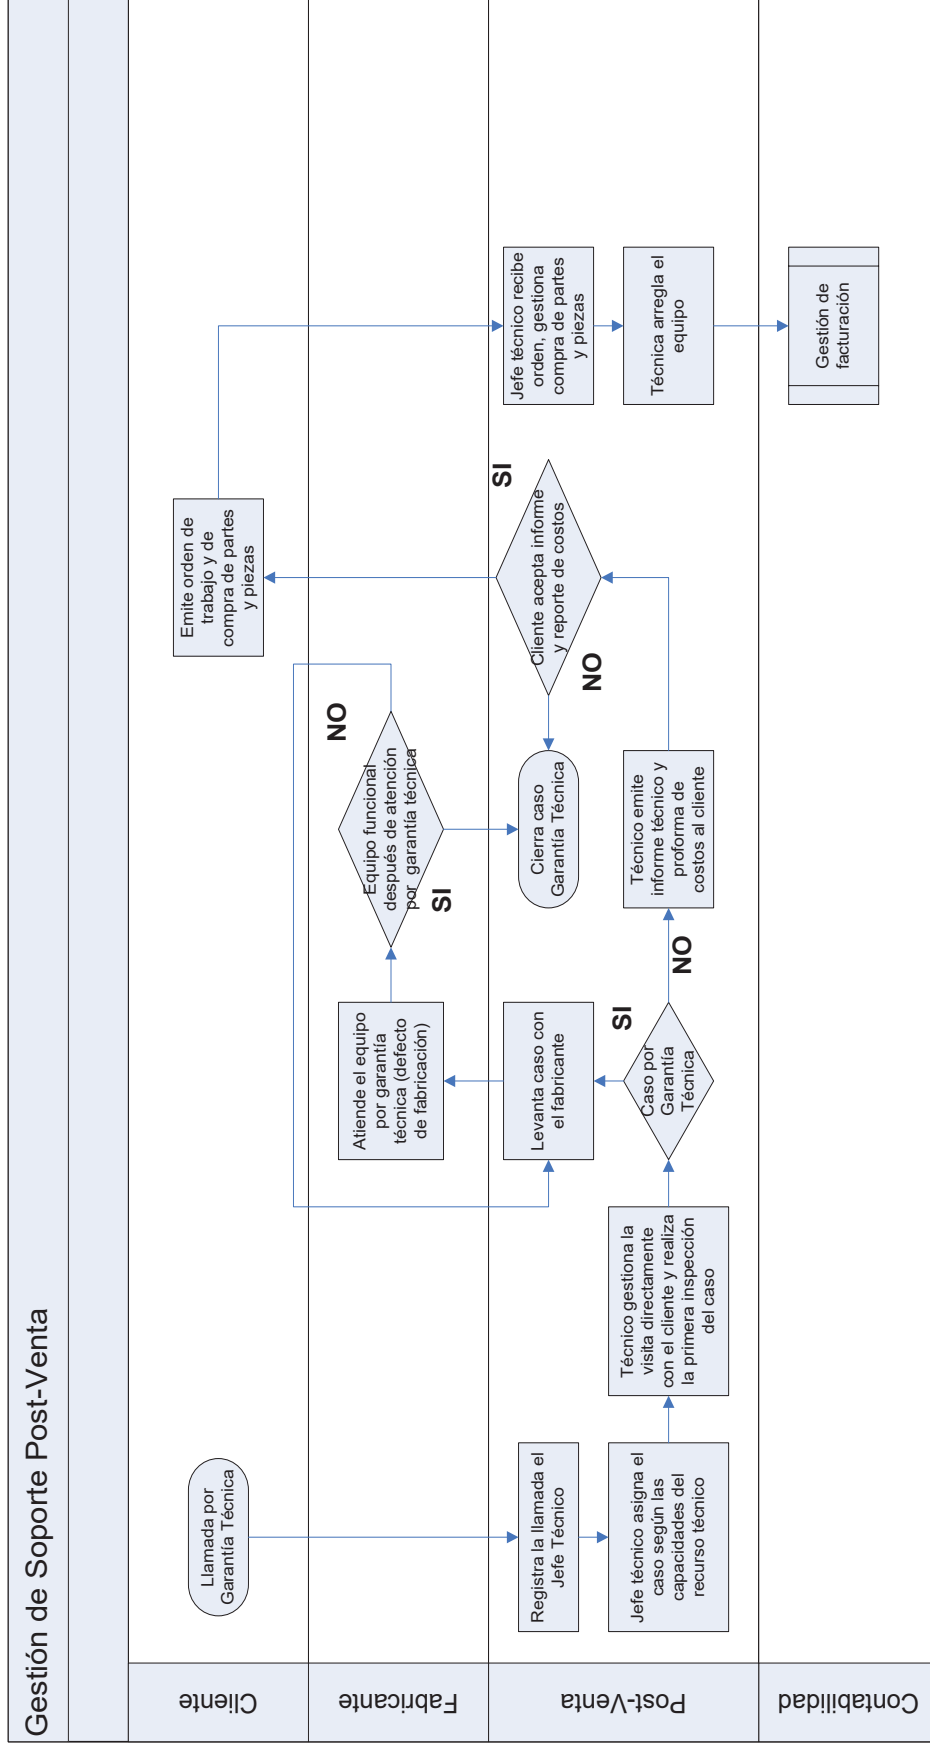 Gestión de Soporte Post-Venta
Cliente
Llamada por
Garantía Técnica
Emite orden de
trabajo y de
compra de partes
y piezas
Fabricante
Atiende el equipo
por garantía
técnica (defecto
de fabricación)
Equipo funcional
después de atención
por garantía técnica
SI
NO
Post-Venta
Registra la llamada el
Jefe Técnico
Jefe técnico asigna el
caso según las
capacidades del
recurso técnico
Técnico gestiona la
visita directamente
con el cliente y realiza
la primera inspección
del caso
Caso por
Garantía
Técnica
SI
NO
Levanta caso con
el fabricante
Técnico emite
informe técnico y
proforma de
costos al cliente
Cierra caso
Garantía Técnica
Cliente acepta informe
y reporte de costos
NO
SI
Jefe técnico recibe
orden, gestiona
compra de partes
y piezas
Técnica arregla el
equipo
Contabilidad
Gestión de
facturación